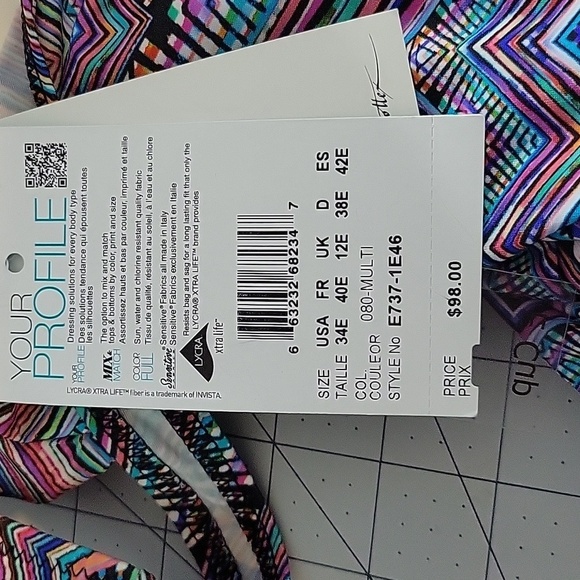 YOUR
PROFILE
Dressing solutions for every body type
YOUR
PROFILE
Des solutions tendance qui épousent toutes
les silhouettes
MIX&
MATCH
The option to mix and match
tops & bottoms by color, print and size
Assortissez hauts et bas par couleur, imprimé et taille
COLOR
FULL
Sun, water and chlorine resistant quality fabric
Tissu de qualité, résistant au soleil, à l'eau et au chlore
Sensitive® Fabrics all made in Italy
Sensitive® Fabrics exclusivement en Italie
LYCRA
xtra life™
Resists bag and sag for a long lasting fit that only the
LYCRA® XTRA LIFE™ brand provides
LYCRA® XTRA LIFE™ fiber is a trademark of INVISTA.
6 63232 68234 7
SIZE USA FR UK D ES
TAILLE 34E 40E 12E 38E 42E
COL.
COULEOR 080-MULTI
STYLE No E737-1E46
PRICE
PRIX $98.00